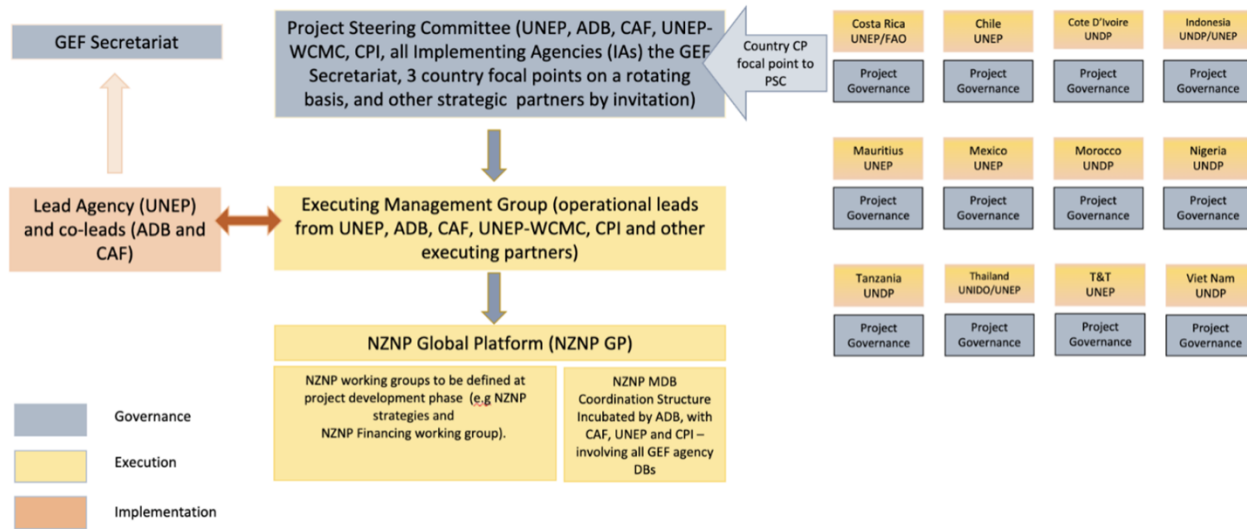 GEF Secretariat
Project Steering Committee (UNEP, ADB, CAF, UNEP-
WCMC, CPI, all Implementing Agencies (IAs) the GEF
Secretariat, 3 country focal points on a rotating
basis, and other strategic partners by invitation)
Country CP
focal point to
PSC
Costa Rica
UNEP/FAO
Chile
UNEP
Cote D'Ivoire
UNDP
Indonesia
UNDP/UNEP
Project
Governance
Project
Governance
Project
Governance
Project
Governance
Mauritius
UNEP
Mexico
UNEP
Morocco
UNDP
Nigeria
UNDP
Project
Governance
Project
Governance
Project
Governance
Project
Governance
Tanzania
UNDP
Thailand
UNIDO/UNEP
T&T
UNEP
Viet Nam
UNDP
Project
Governance
Project
Governance
Project
Governance
Project
Governance
Lead Agency (UNEP)
and co-leads (ADB and
CAF)
Executing Management Group (operational leads
from UNEP, ADB, CAF, UNEP-WCMC, CPI and other
executing partners)
NZNP Global Platform (NZNP GP)
NZNP working groups to be defined at
project development phase (e.g NZNP
strategies and
NZNP Financing working group).
NZNP MDB
Coordination Structure
Incubated by ADB, with
CAF, UNEP and CPI –
involving all GEF agency
DBs
Governance
Execution
Implementation